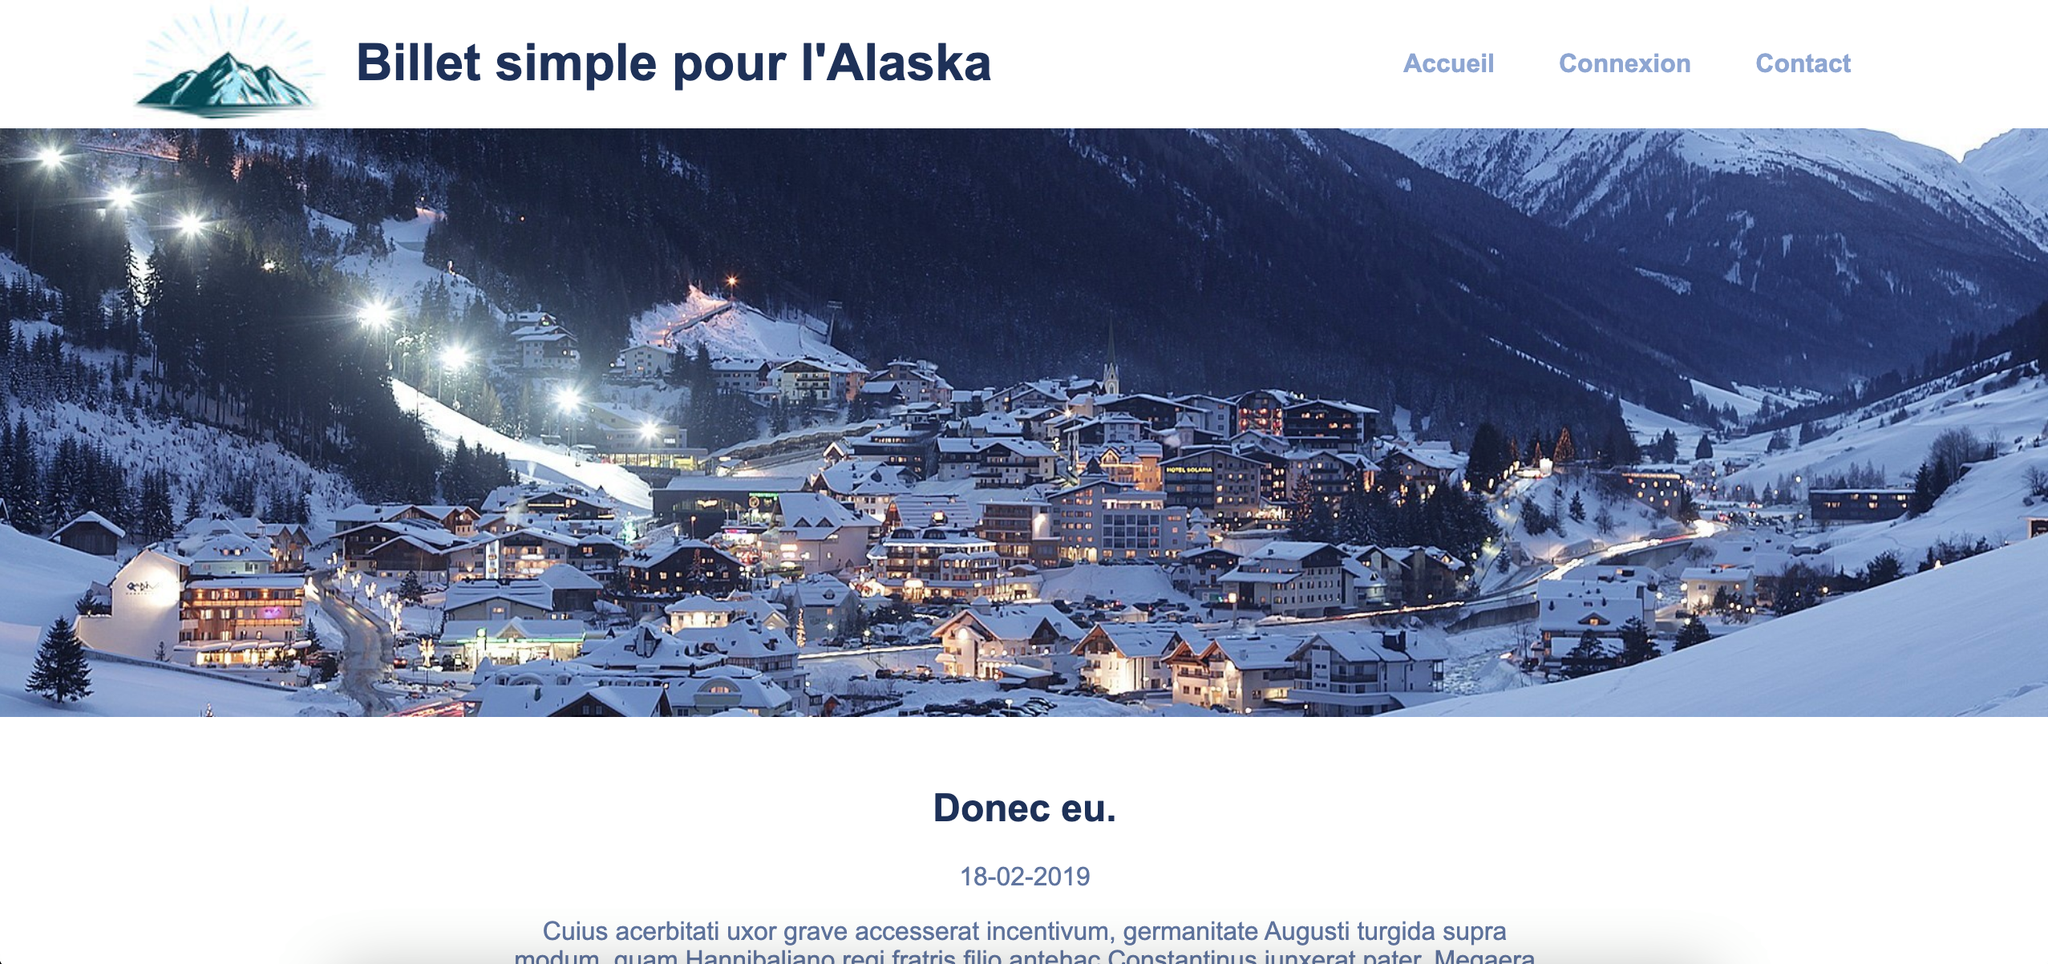 Billet simple pour l'Alaska
Accueil Connexion Contact
HOTEL SOLARIA
Donec eu.
18-02-2019
Cuius acerbitati uxor grave accesserat incentivum, germanitate Augusti turgida supra
modum, quam Hannibaliano regi fratris filio antehac Constantinus iunxerat pater, Megaera